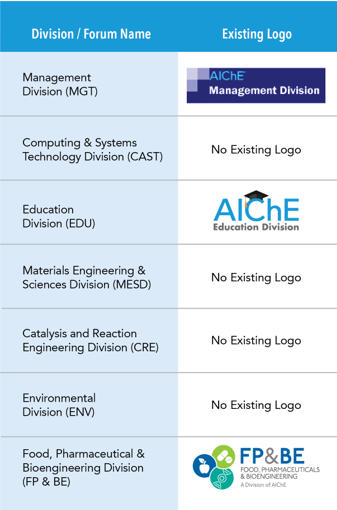 Division / Forum Name
Existing Logo
Management
Division (MGT)
AIChE
Management Division
Computing & Systems
Technology Division (CAST)
No Existing Logo
Education
Division (EDU)
AIChE
Education Division
Materials Engineering &
Sciences Division (MESD)
No Existing Logo
Catalysis and Reaction
Engineering Division (CRE)
No Existing Logo
Environmental
Division (ENV)
No Existing Logo
Food, Pharmaceutical &
Bioengineering Division
(FP & BE)
FP&BE
FOOD, PHARMACEUTICALS
& BIOENGINEERING
A Division of AIChE